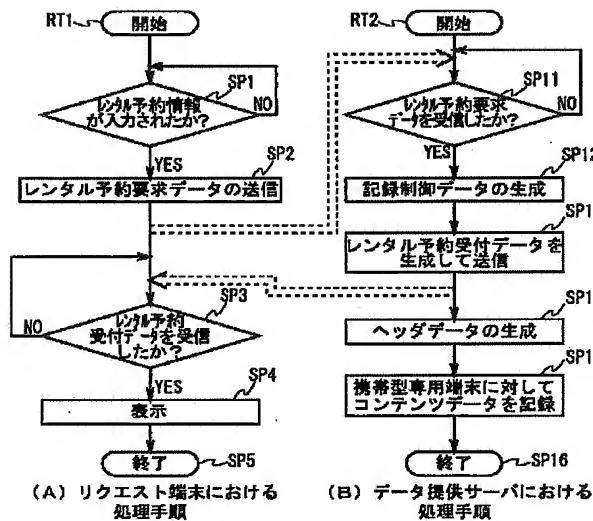 RT1
開始
SP1
レンタル予約情報
が入力されたか?
NO
YES
SP2
レンタル予約要求データの送信
SP3
レンタル予約
受付データを受信
したか?
NO
YES
SP4
表示
終了
SP5
(A) リクエスト端末における
処理手順
RT2
開始
SP11
レンタル予約要求
データを受信したか?
NO
YES
SP12
記録制御データの生成
SP1
レンタル予約受付データを
生成して送信
SP1
ヘッダデータの生成
SP1
携帯型専用端末に対して
コンテンツデータを記録
終了
SP16
(B) データ提供サーバにおける
処理手順